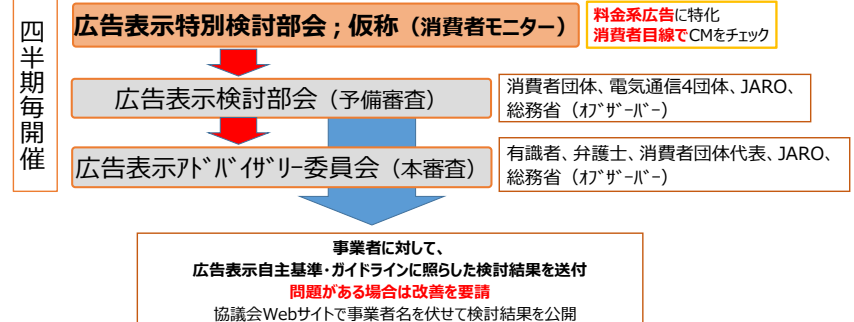 四半期毎開催
広告表示特別検討部会;仮称(消費者モニター)
料金系広告に特化
消費者目線でCMをチェック
広告表示検討部会(予備審査)
消費者団体、電気通信4団体、JARO、
総務省(ｵﾌﾞｻﾞｰﾊﾞｰ)
広告表示ｱﾄﾞﾊﾞｲｻﾞﾘｰ委員会(本審査)
有識者、弁護士、消費者団体代表、JARO、
総務省(ｵﾌﾞｻﾞｰﾊﾞｰ)
事業者に対して、
広告表示自主基準・ガイドラインに照らした検討結果を送付
問題がある場合は改善を要請
協議会Webサイトで事業者名を伏せて検討結果を公開